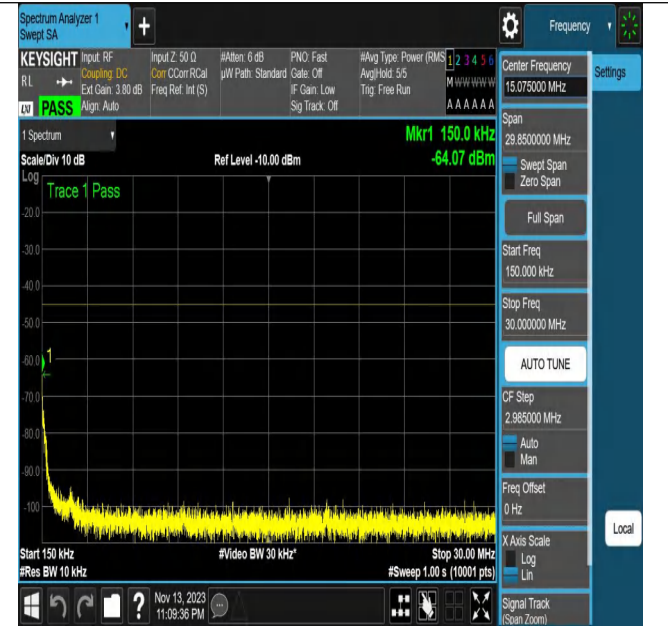 Spectrum Analyzer 1
Swept SA
Frequency
KEYSIGHT
RL
LXI
PASS
Input: RF
Coupling: DC
Ext Gain: 3.80 dB
Align: Auto
Input Z: 50 Ω
Corr CCorr RCal
Freq Ref: Int (S)
#Atten: 6 dB
µW Path: Standard
PNO: Fast
Gate: Off
IF Gain: Low
Sig Track: Off
#Avg Type: Power (RMS
Avg|Hold: 5/5
Trig: Free Run
1 2 3 4 5 6
M W W W W W
A A A A A A
1 Spectrum
Mkr1 150.0 kHz
Scale/Div 10 dB
Ref Level -10.00 dBm
-64.07 dBm
Log
Trace 1 Pass
-20.0
-30.0
-40.0
-50.0
-60.0
1
-70.0
-80.0
-90.0
-100
Start 150 kHz
#Video BW 30 kHz*
Stop 30.00 MHz
#Res BW 10 kHz
#Sweep 1.00 s (10001 pts)
Nov 13, 2023
11:09:36 PM
?
Center Frequency
15.075000 MHz
Settings
Span
29.8500000 MHz
Swept Span
Zero Span
Full Span
Start Freq
150.000 kHz
Stop Freq
30.000000 MHz
AUTO TUNE
CF Step
2.985000 MHz
Auto
Man
Freq Offset
0 Hz
X Axis Scale
Log
Lin
Local
Signal Track
(Span Zoom)